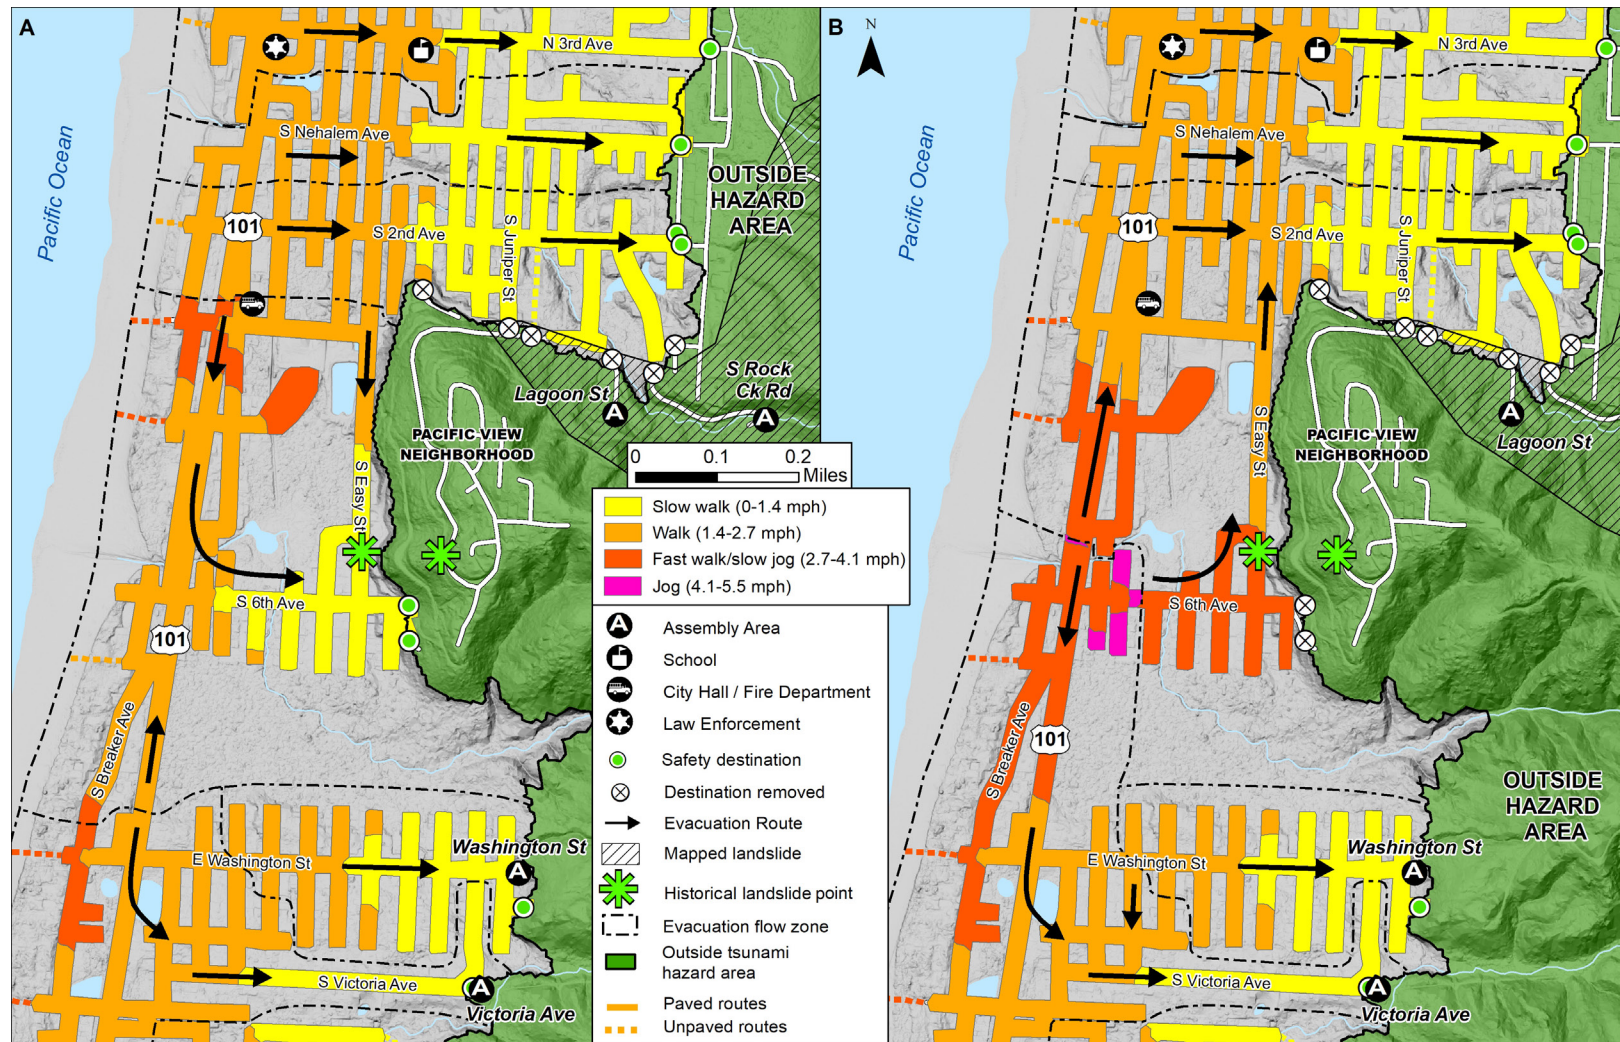 A
N 3rd Ave
S Nehalem Ave
Pacific Ocean
OUTSIDE
HAZARD
AREA
101
S 2nd Ave
S Juniper St
S Rock
Ck Rd
Lagoon St
A
A
PACIFIC VIEW
NEIGHBORHOOD
S Easy St
S 6th Ave
101
S Breaker Ave
E Washington St
Washington St
A
S Victoria Ave
A
Victoria Ave
0 0.1 0.2
Miles
Slow walk (0-1.4 mph)
Walk (1.4-2.7 mph)
Fast walk/slow jog (2.7-4.1 mph)
Jog (4.1-5.5 mph)
A
Assembly Area
School
City Hall / Fire Department
Law Enforcement
Safety destination
Destination removed
Evacuation Route
Mapped landslide
Historical landslide point
Evacuation flow zone
Outside tsunami
hazard area
Paved routes
Unpaved routes
B
N
N 3rd Ave
S Nehalem Ave
Pacific Ocean
101
S 2nd Ave
S Juniper St
A
Lagoon St
S Easy St
PACIFIC VIEW
NEIGHBORHOOD
S 6th Ave
101
S Breaker Ave
OUTSIDE
HAZARD
AREA
E Washington St
Washington St
A
S Victoria Ave
A
Victoria Ave